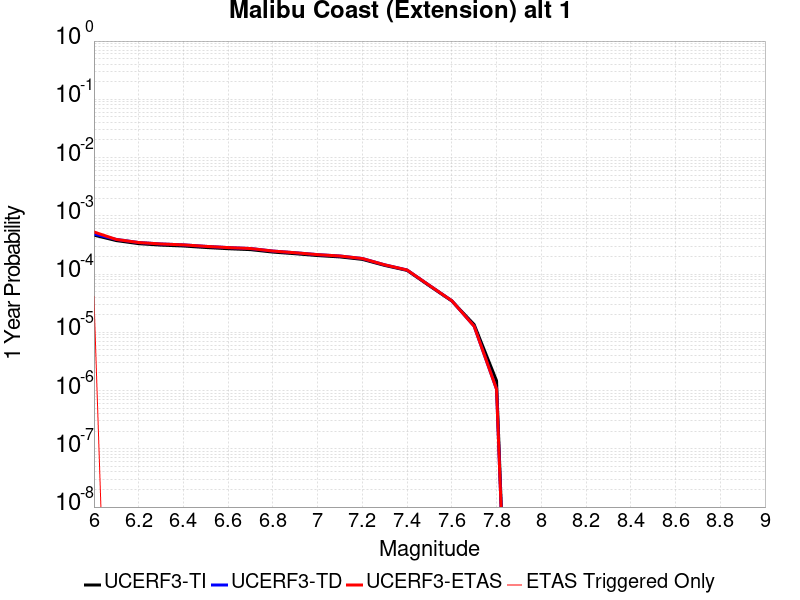 Malibu Coast (Extension) alt 1
10^0
10^-1
10^-2
10^-3
10^-4
10^-5
10^-6
10^-7
10^-8
1 Year Probability
6 6.2 6.4 6.6 6.8 7 7.2 7.4 7.6 7.8 8 8.2 8.4 8.6 8.8 9
Magnitude
UCERF3-TI UCERF3-TD UCERF3-ETAS ETAS Triggered Only